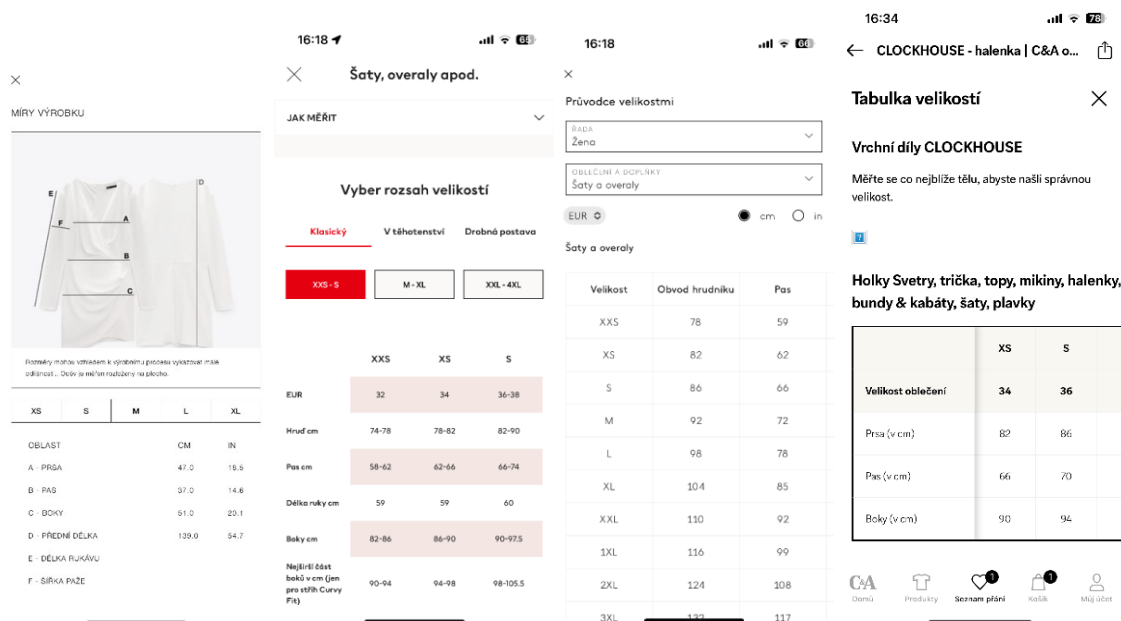 MÍRY VÝROBKU
E
F
A
B
C
D
Rozměry mohou vzhledem k výrobnímu procesu vykazovat malé
odlišnost .. Oděv je měřen rozložený na plocho.
XS S M L XL
OBLAST CM IN
A - PRSA 47.0 18.5
B - PAS 37.0 14.6
C - BOKY 51.0 20.1
D - PŘEDNÍ DÉLKA 139.0 54.7
E - DÉLKA RUKÁVU
F - ŠÍŘKA PAŽE
16:18
Šaty, overaly apod.
JAK MĚŘIT
Vyber rozsah velikostí
Klasický V těhotenství Drobná postava
XXS - S M - XL XXL - 4XL
XXS XS S
EUR 32 34 36-38
Hruď cm 74-78 78-82 82-90
Pas cm 58-62 62-66 66-74
Délka ruky cm 59 59 60
Boky cm 82-86 86-90 90-97.5
Nejširší část
boků v cm (jen
pro střih Curvy
Fit) 90-94 94-98 98-105.5
16:18
Průvodce velikostmi
ŘADA
Žena
OBLEČENÍ A DOPLŇKY
Šaty a overaly
EUR cm in
Šaty a overaly
Velikost Obvod hrudníku Pas
XXS 78 59
XS 82 62
S 86 66
M 92 72
L 98 78
XL 104 85
XXL 110 92
1XL 116 99
2XL 124 108
3XL 132 117
16:34 78
CLOCKHOUSE - halenka | C&A o...
Tabulka velikostí
Vrchní díly CLOCKHOUSE
Měřte se co nejblíže tělu, abyste našli správnou
velikost.
?
Holky Svetry, trička, topy, mikiny, halenky,
bundy & kabáty, šaty, plavky
XS S
Velikost oblečení 34 36
Prsa (v cm) 82 86
Pas (v cm) 66 70
Boky (v cm) 90 94
C&A 1 1
Domů Produkty Seznam přání Košík Můj účet